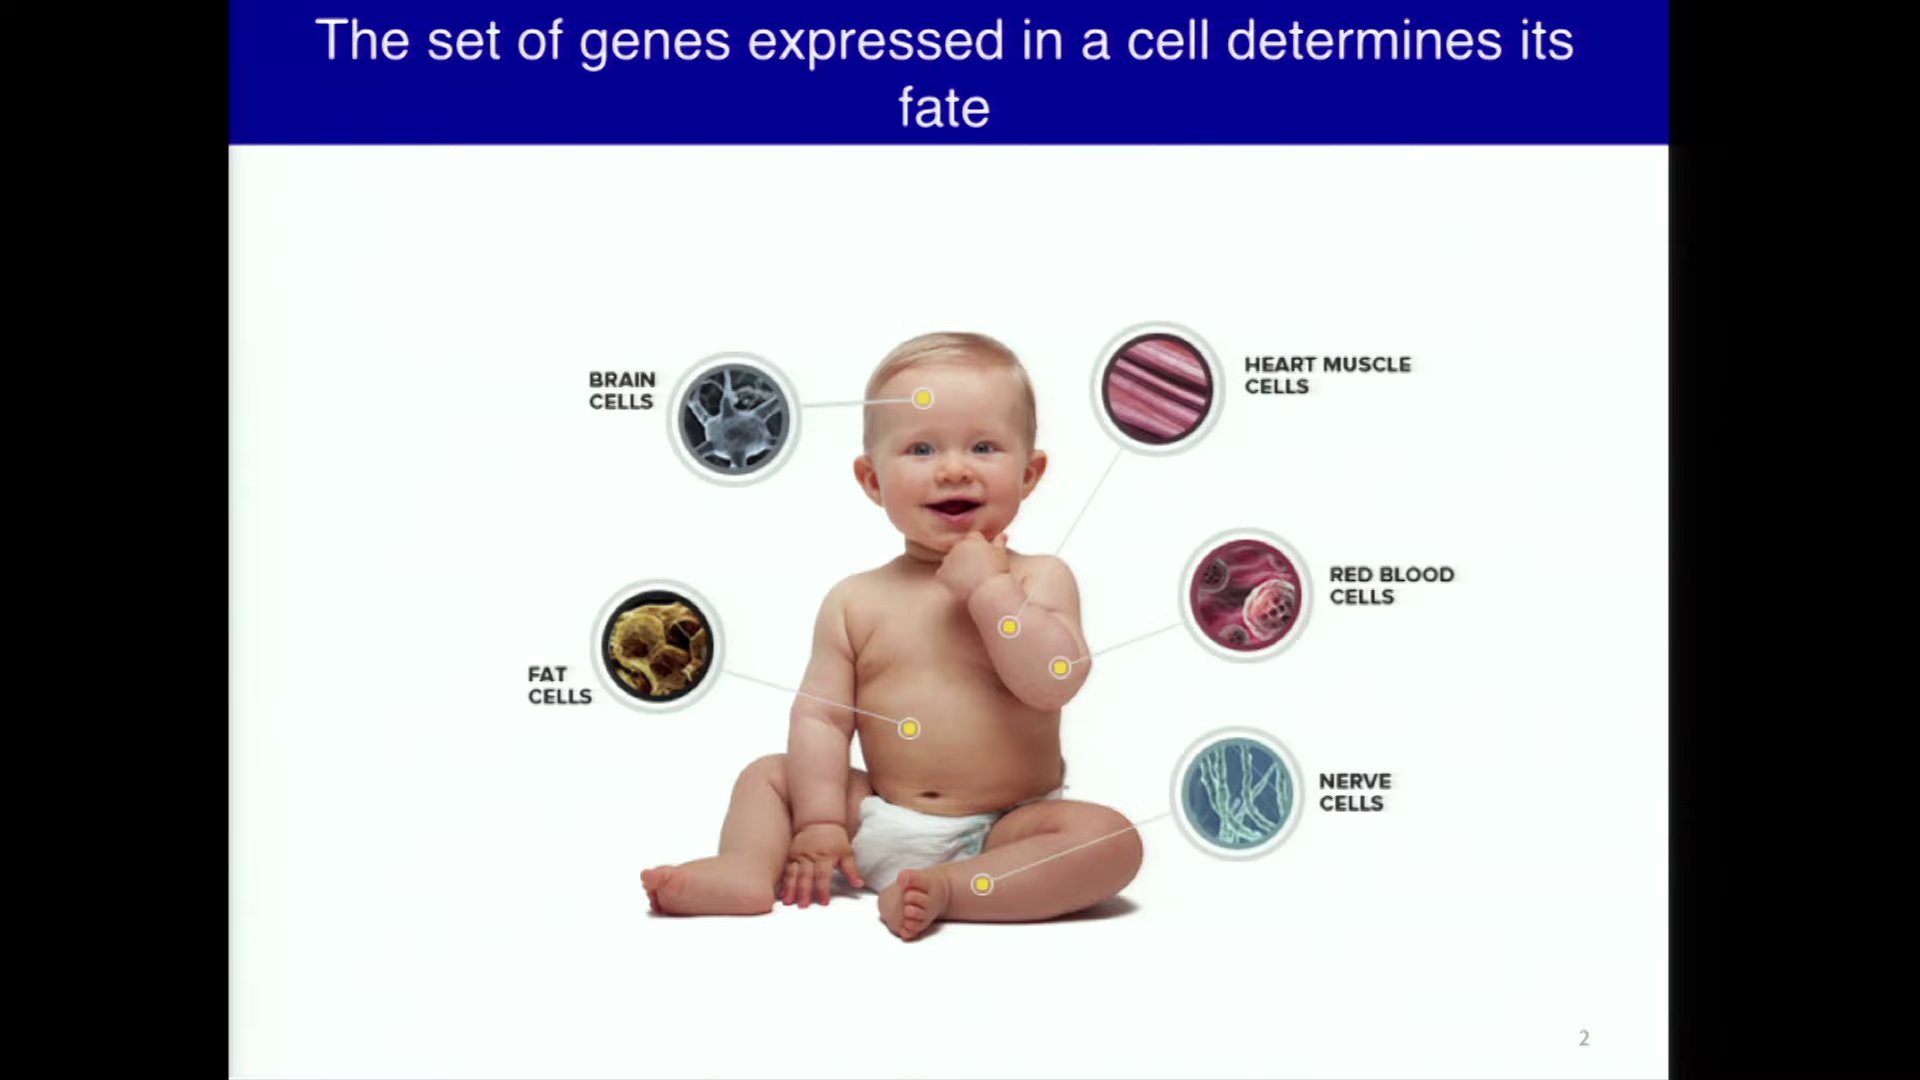 The set of genes expressed in a cell determines its
fate
BRAIN
CELLS
HEART MUSCLE
CELLS
RED BLOOD
CELLS
FAT
CELLS
NERVE
CELLS
2